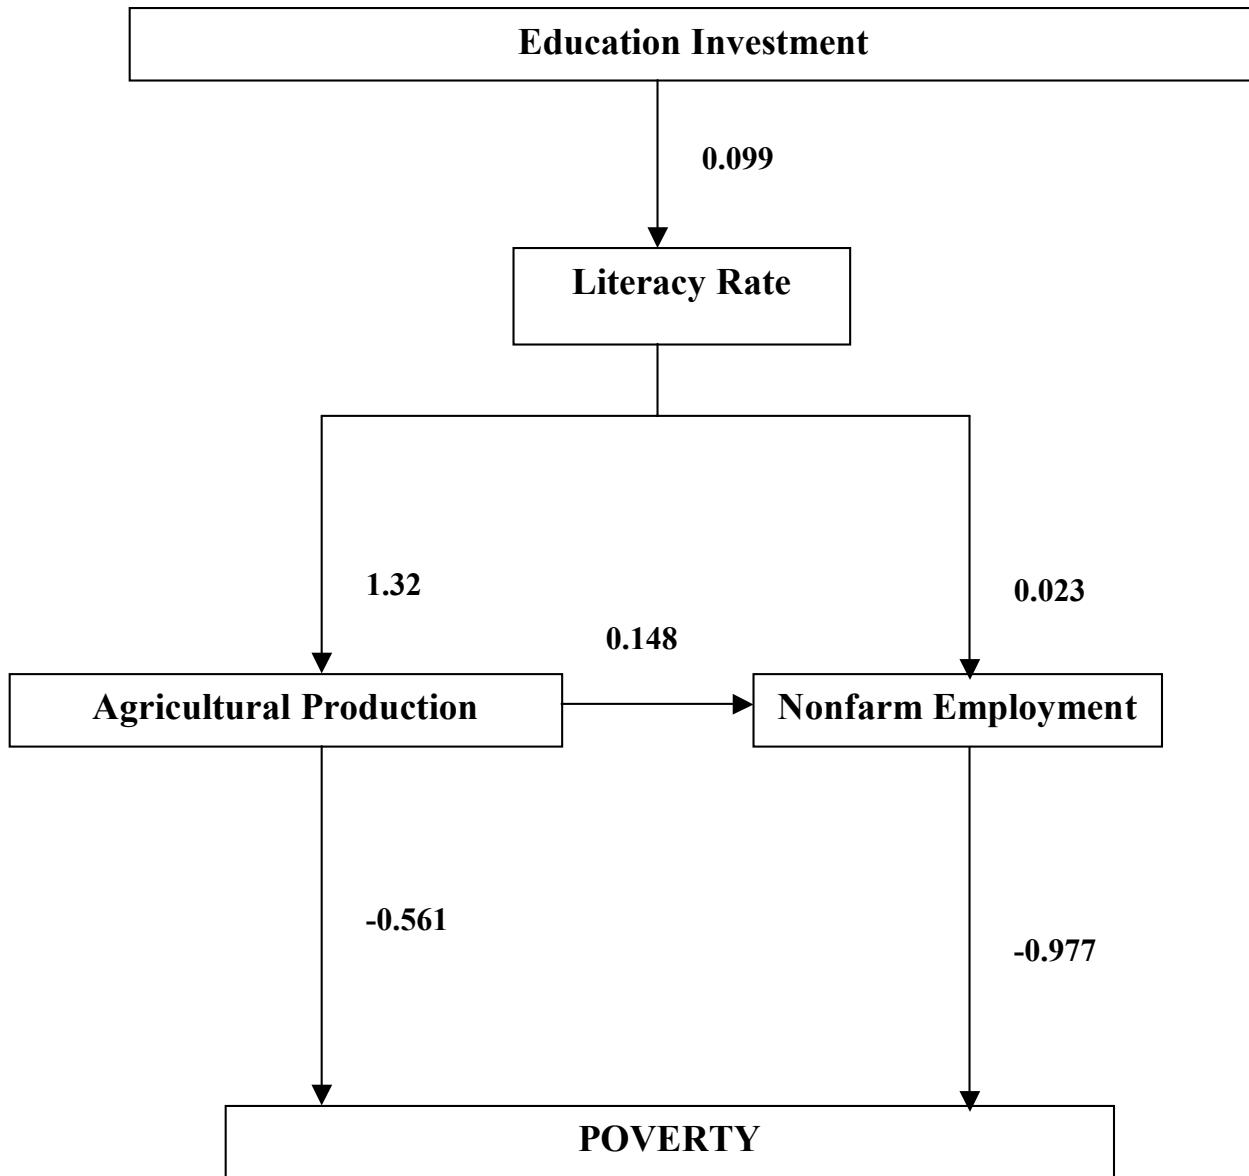 Education Investment
0.099
Literacy Rate
1.32
0.023
0.148
Agricultural Production
Nonfarm Employment
-0.561
-0.977
POVERTY